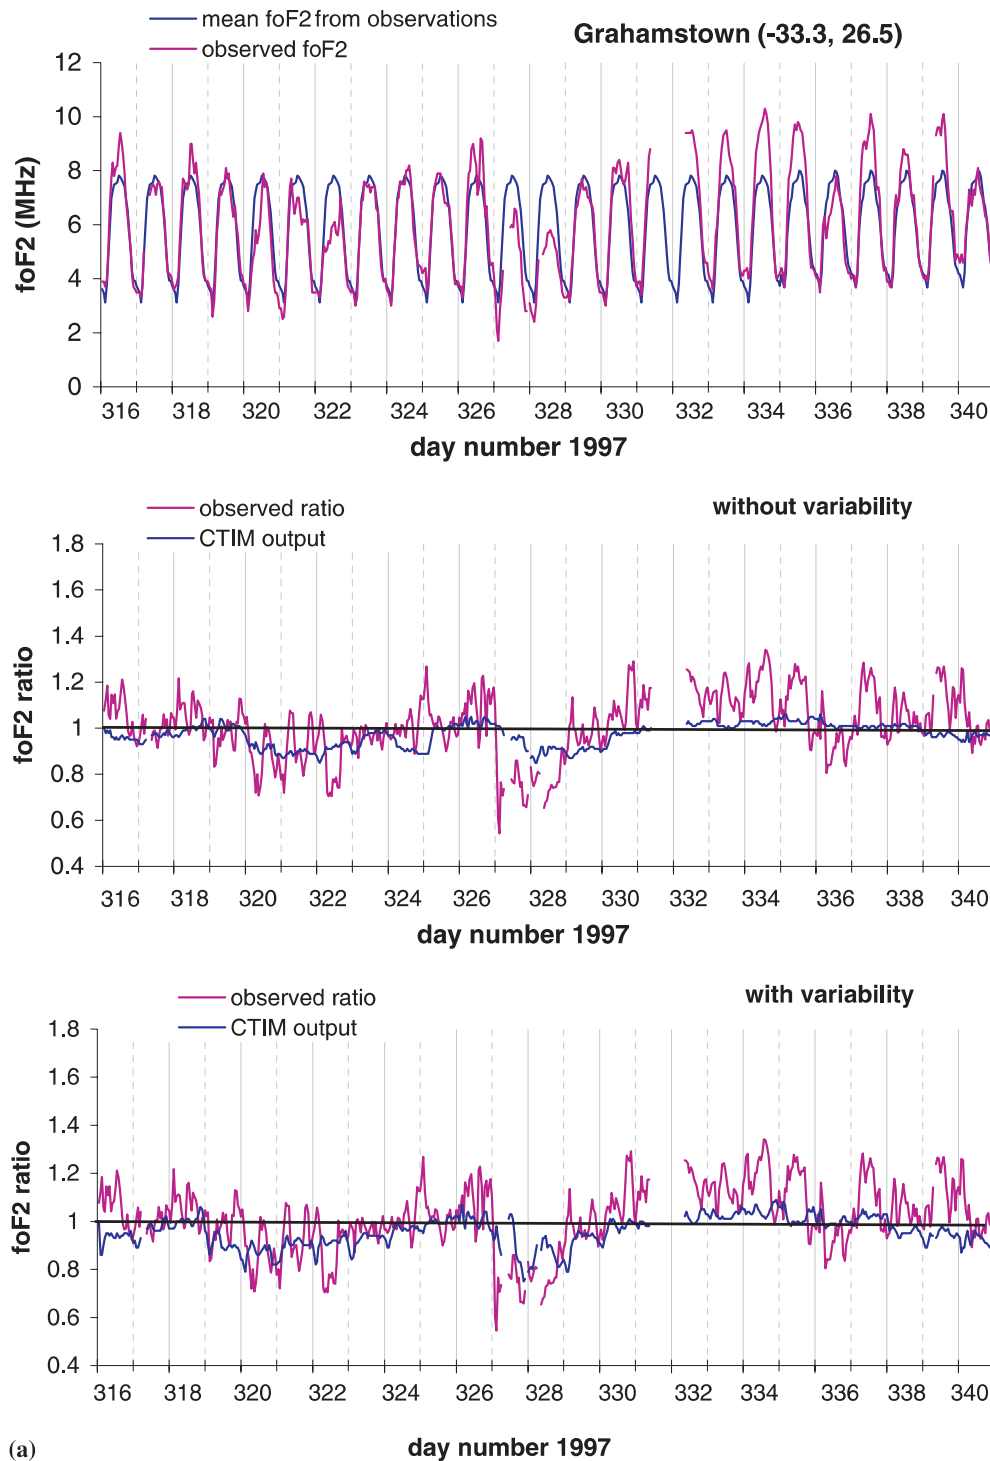 mean foF2 from observations
observed foF2
Grahamstown (-33.3, 26.5)
12
10
8
6
4
2
0
foF2 (MHz)
316 318 320 322 324 326 328 330 332 334 336 338 340
day number 1997
observed ratio
CTIM output
without variability
1.8
1.6
1.4
1.2
1
0.8
0.6
0.4
foF2 ratio
316 318 320 322 324 326 328 330 332 334 336 338 340
day number 1997
observed ratio
CTIM output
with variability
1.8
1.6
1.4
1.2
1
0.8
0.6
0.4
foF2 ratio
316 318 320 322 324 326 328 330 332 334 336 338 340
(a)
day number 1997